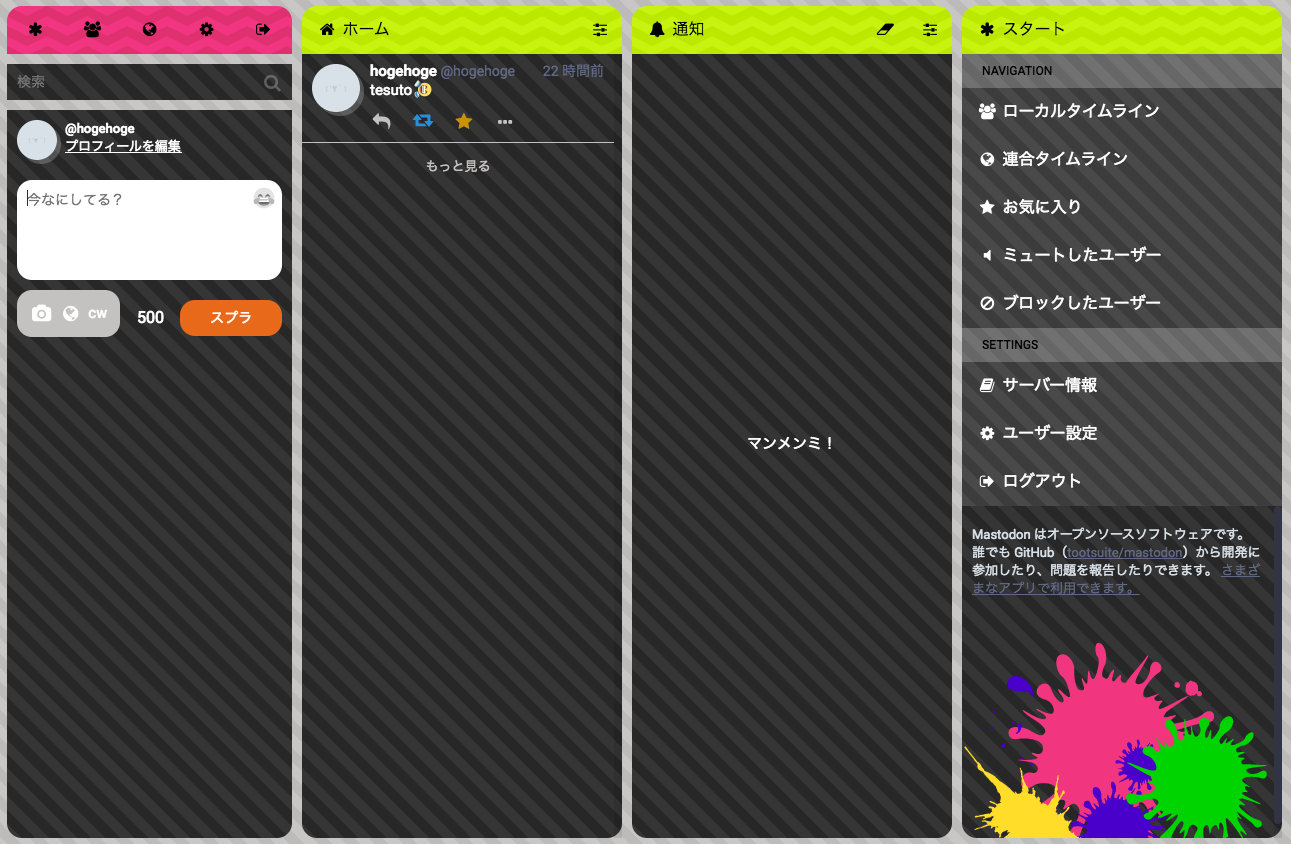 検索
@hogehoge
プロフィールを編集
今なにしてる？
CW
500
スプラ
ホーム
hogehoge @hogehoge 22 時間前
tesuto
もっと見る
通知
マンメンミ！
スタート
NAVIGATION
ローカルタイムライン
連合タイムライン
お気に入り
ミュートしたユーザー
ブロックしたユーザー
SETTINGS
サーバー情報
ユーザー設定
ログアウト
Mastodon はオープンソースソフトウェアです。
誰でも GitHub（tootsuite/mastodon）から開発に
参加したり、問題を報告したりできます。 さまざ
まなアプリで利用できます。